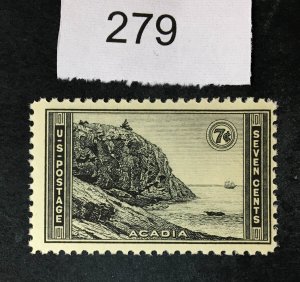 279
U·S·POSTAGE
7¢
SEVEN CENTS
ACADIA